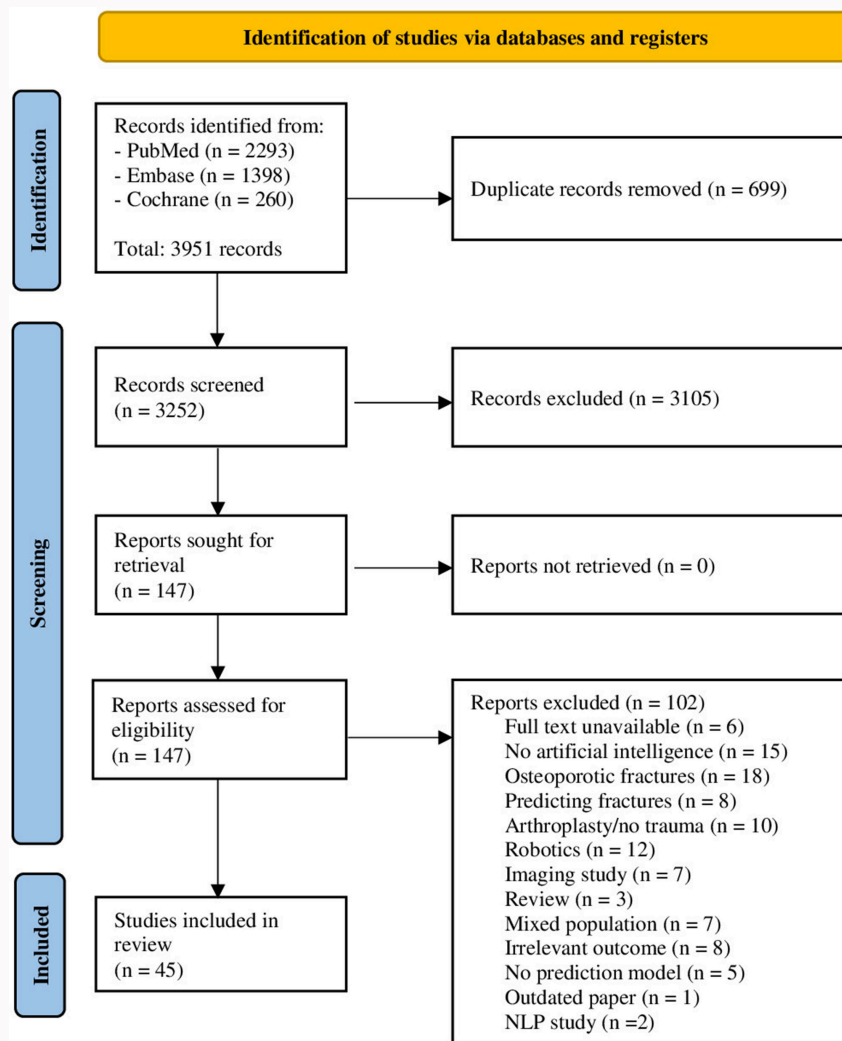 Identification of studies via databases and registers
Identification
Records identified from:
- PubMed (n = 2293)
- Embase (n = 1398)
- Cochrane (n = 260)
Total: 3951 records
Duplicate records removed (n = 699)
Screening
Records screened
(n = 3252)
Records excluded (n = 3105)
Reports sought for
retrieval
(n = 147)
Reports not retrieved (n = 0)
Reports assessed for
eligibility
(n = 147)
Reports excluded (n = 102)
Full text unavailable (n = 6)
No artificial intelligence (n = 15)
Osteoporotic fractures (n = 18)
Predicting fractures (n = 8)
Arthroplasty/no trauma (n = 10)
Robotics (n = 12)
Imaging study (n = 7)
Review (n = 3)
Mixed population (n = 7)
Irrelevant outcome (n = 8)
No prediction model (n = 5)
Outdated paper (n = 1)
NLP study (n =2)
Included
Studies included in
review
(n = 45)